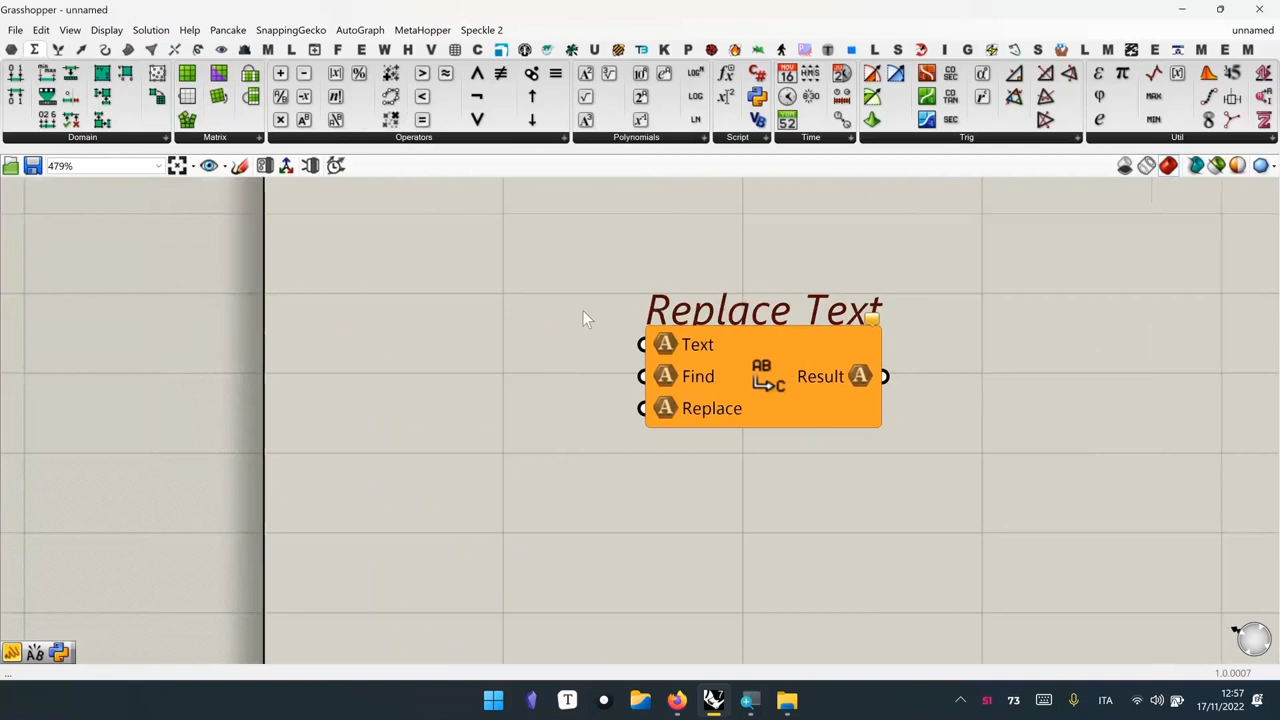 Grasshopper - unnamed
File Edit View Display Solution Help Pancake SnappingGecko AutoGraph MetaHopper Speckle 2 unnamed
Domain Matrix Operators Polynomials Script Time Trig Util
479%
Replace Text
Text
Find
Result
Replace
...
1.0.0007
73
ITA
12:57
17/11/2022